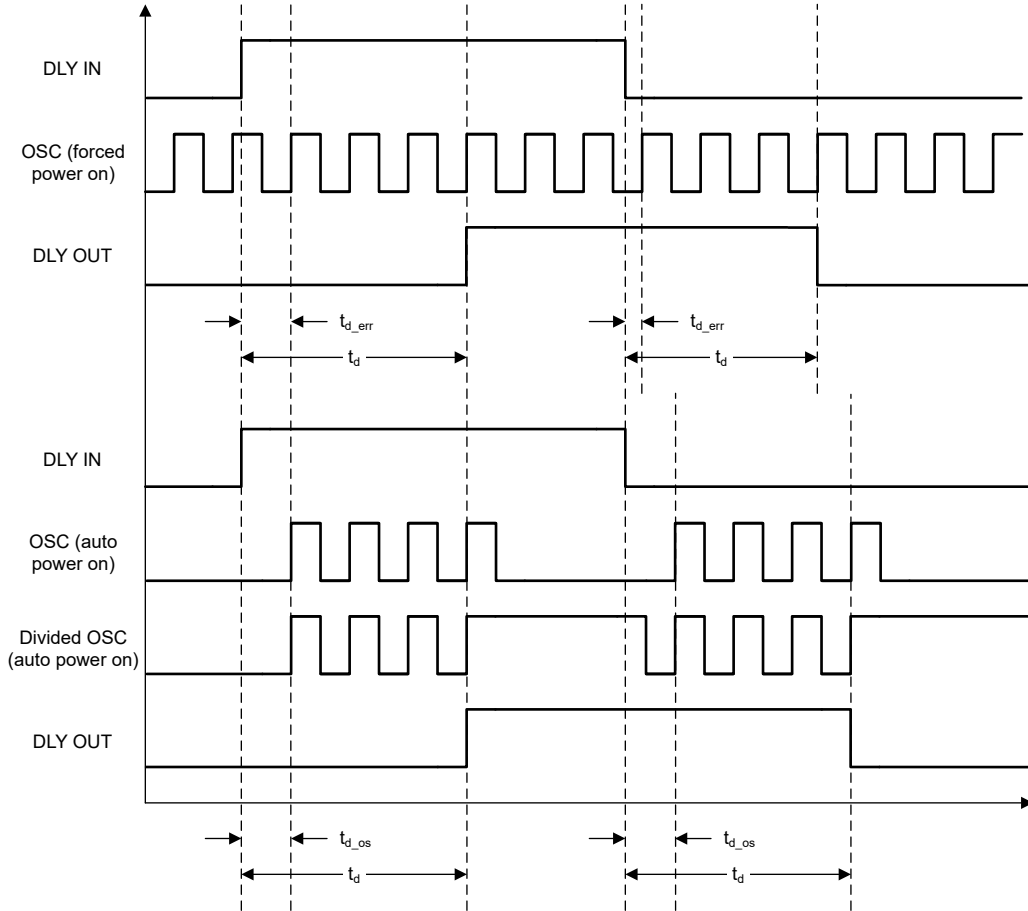 DLY IN
OSC (forced
power on)
DLY OUT
t_d_err
t_d_err
t_d
t_d
DLY IN
OSC (auto
power on)
Divided OSC
(auto power on)
DLY OUT
t_d_os
t_d_os
t_d
t_d